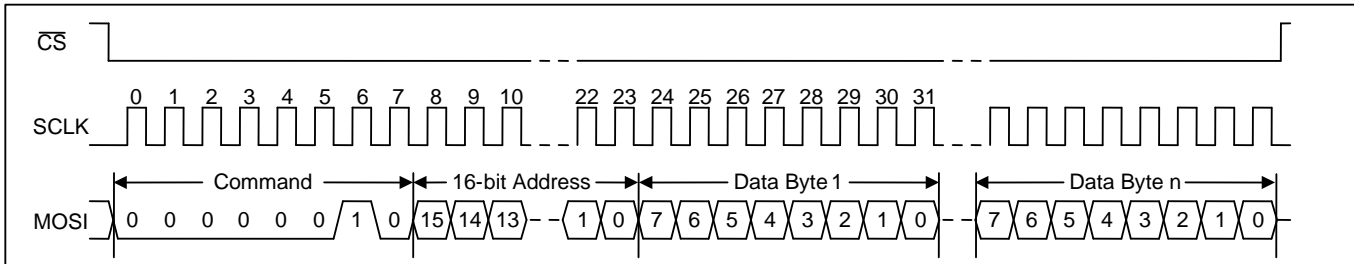 CS
0 1 2 3 4 5 6 7 8 9 10 22 23 24 25 26 27 28 29 30 31
SCLK
Command 16-bit Address Data Byte 1 Data Byte n
MOSI 0 0 0 0 0 0 1 0 15 14 13 1 0 7 6 5 4 3 2 1 0 7 6 5 4 3 2 1 0